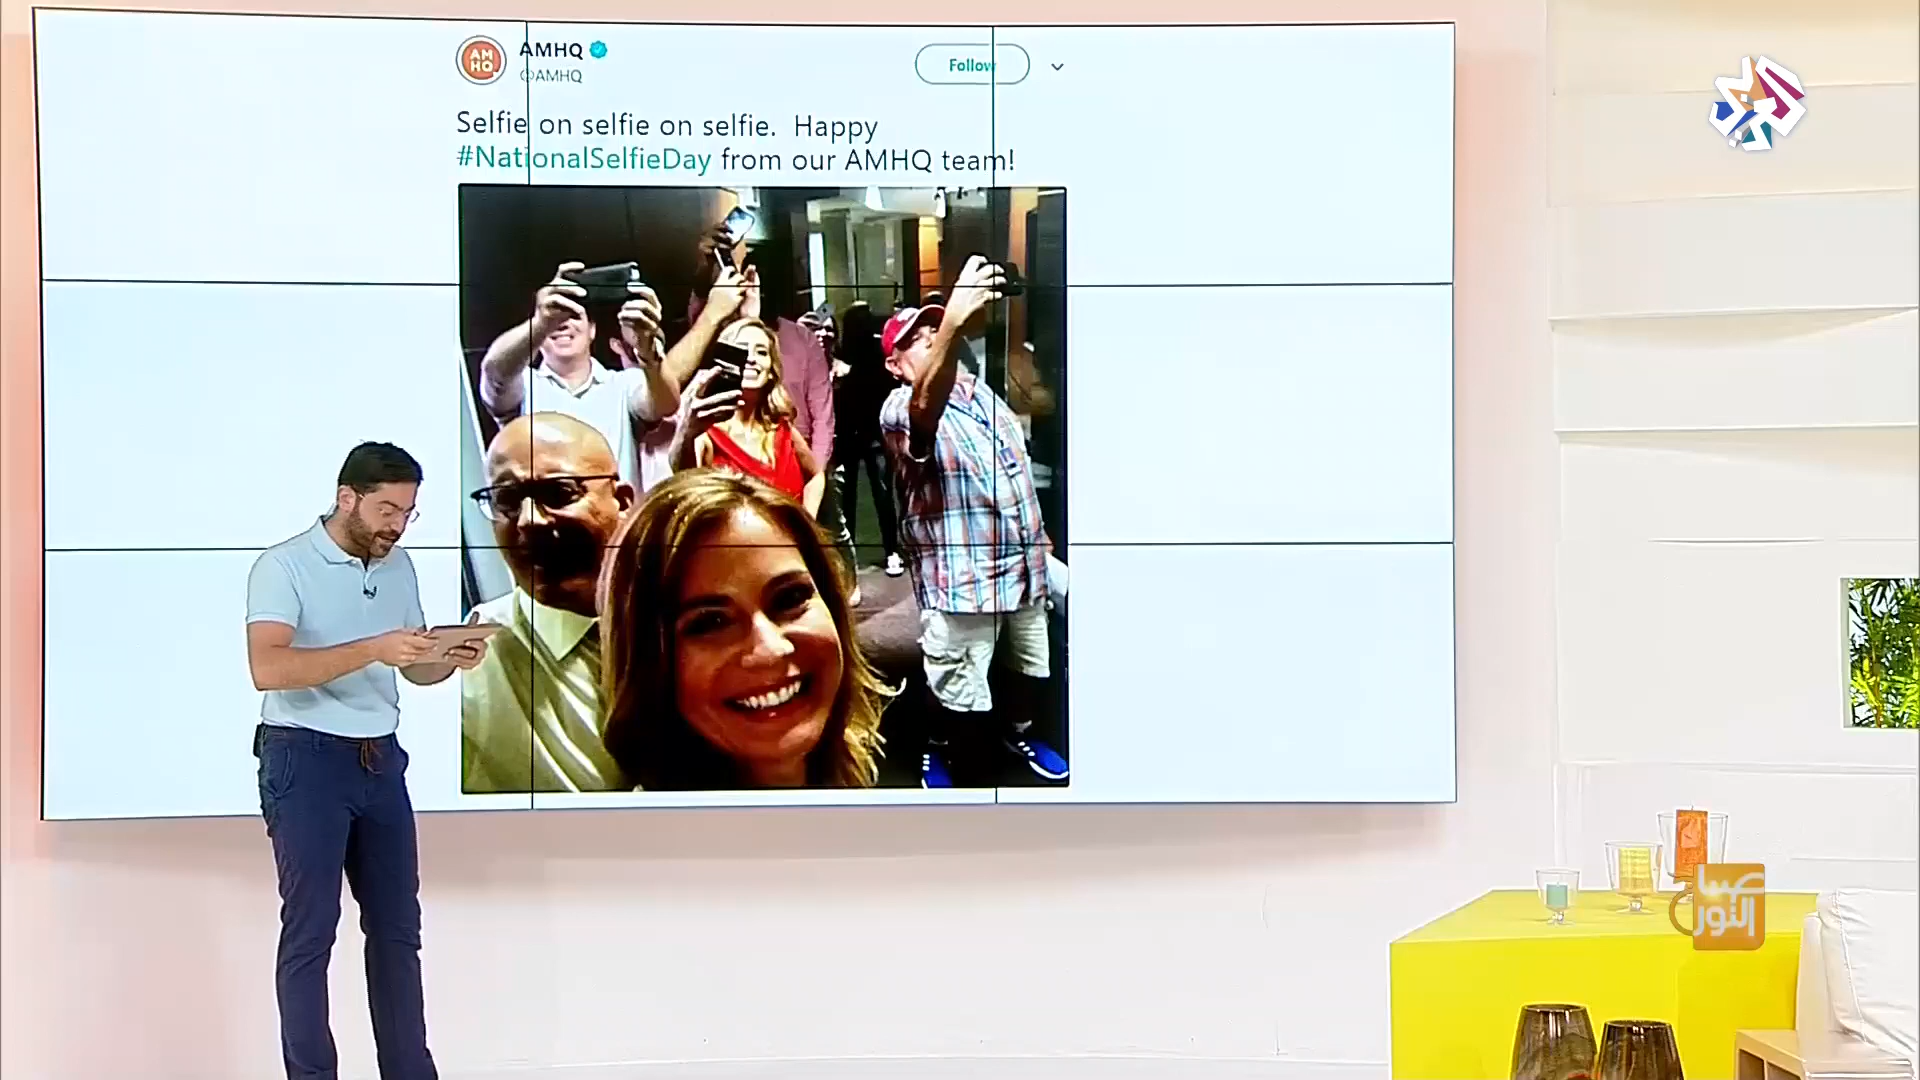 AM
HQ
AMHQ
@AMHQ
Follow
Selfie on selfie on selfie. Happy
#NationalSelfieDay from our AMHQ team!
صباح
النور